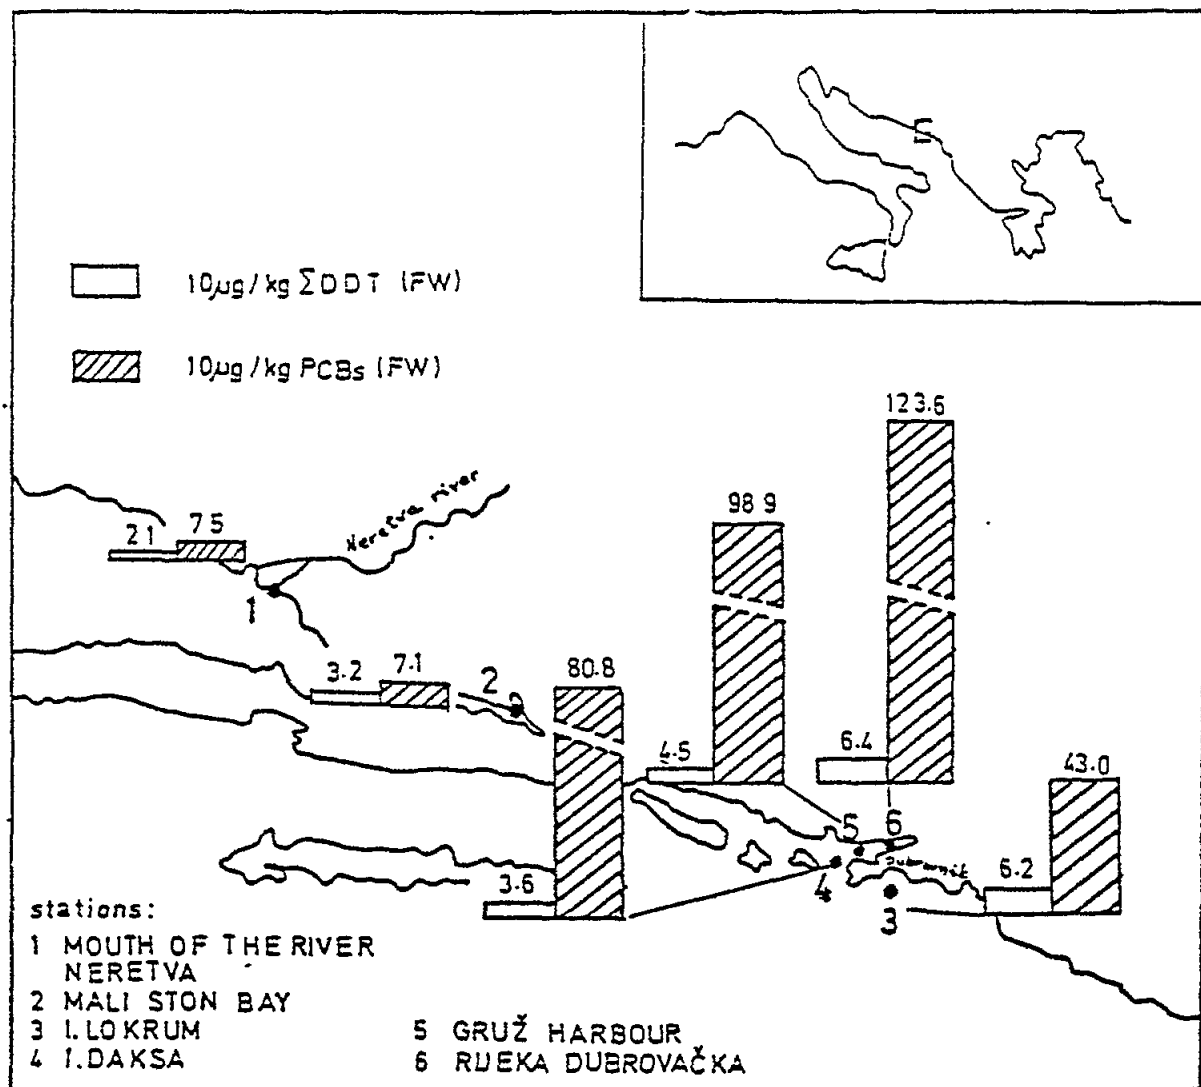 10µg/kg ΣDDT (FW)
10µg/kg PCBs (FW)
123.6
98.9
Neretva river
2.1 7.5
1
3.2 7.1
2
80.8
4.5
6.4
43.0
5 6
Dubrovnik
4
3
6.2
3.6
stations:
1 MOUTH OF THE RIVER
NERETVA
2 MALI STON BAY
3 I.LOKRUM
4 I.DAKSA
5 GRUŽ HARBOUR
6 RIJEKA DUBROVAČKA